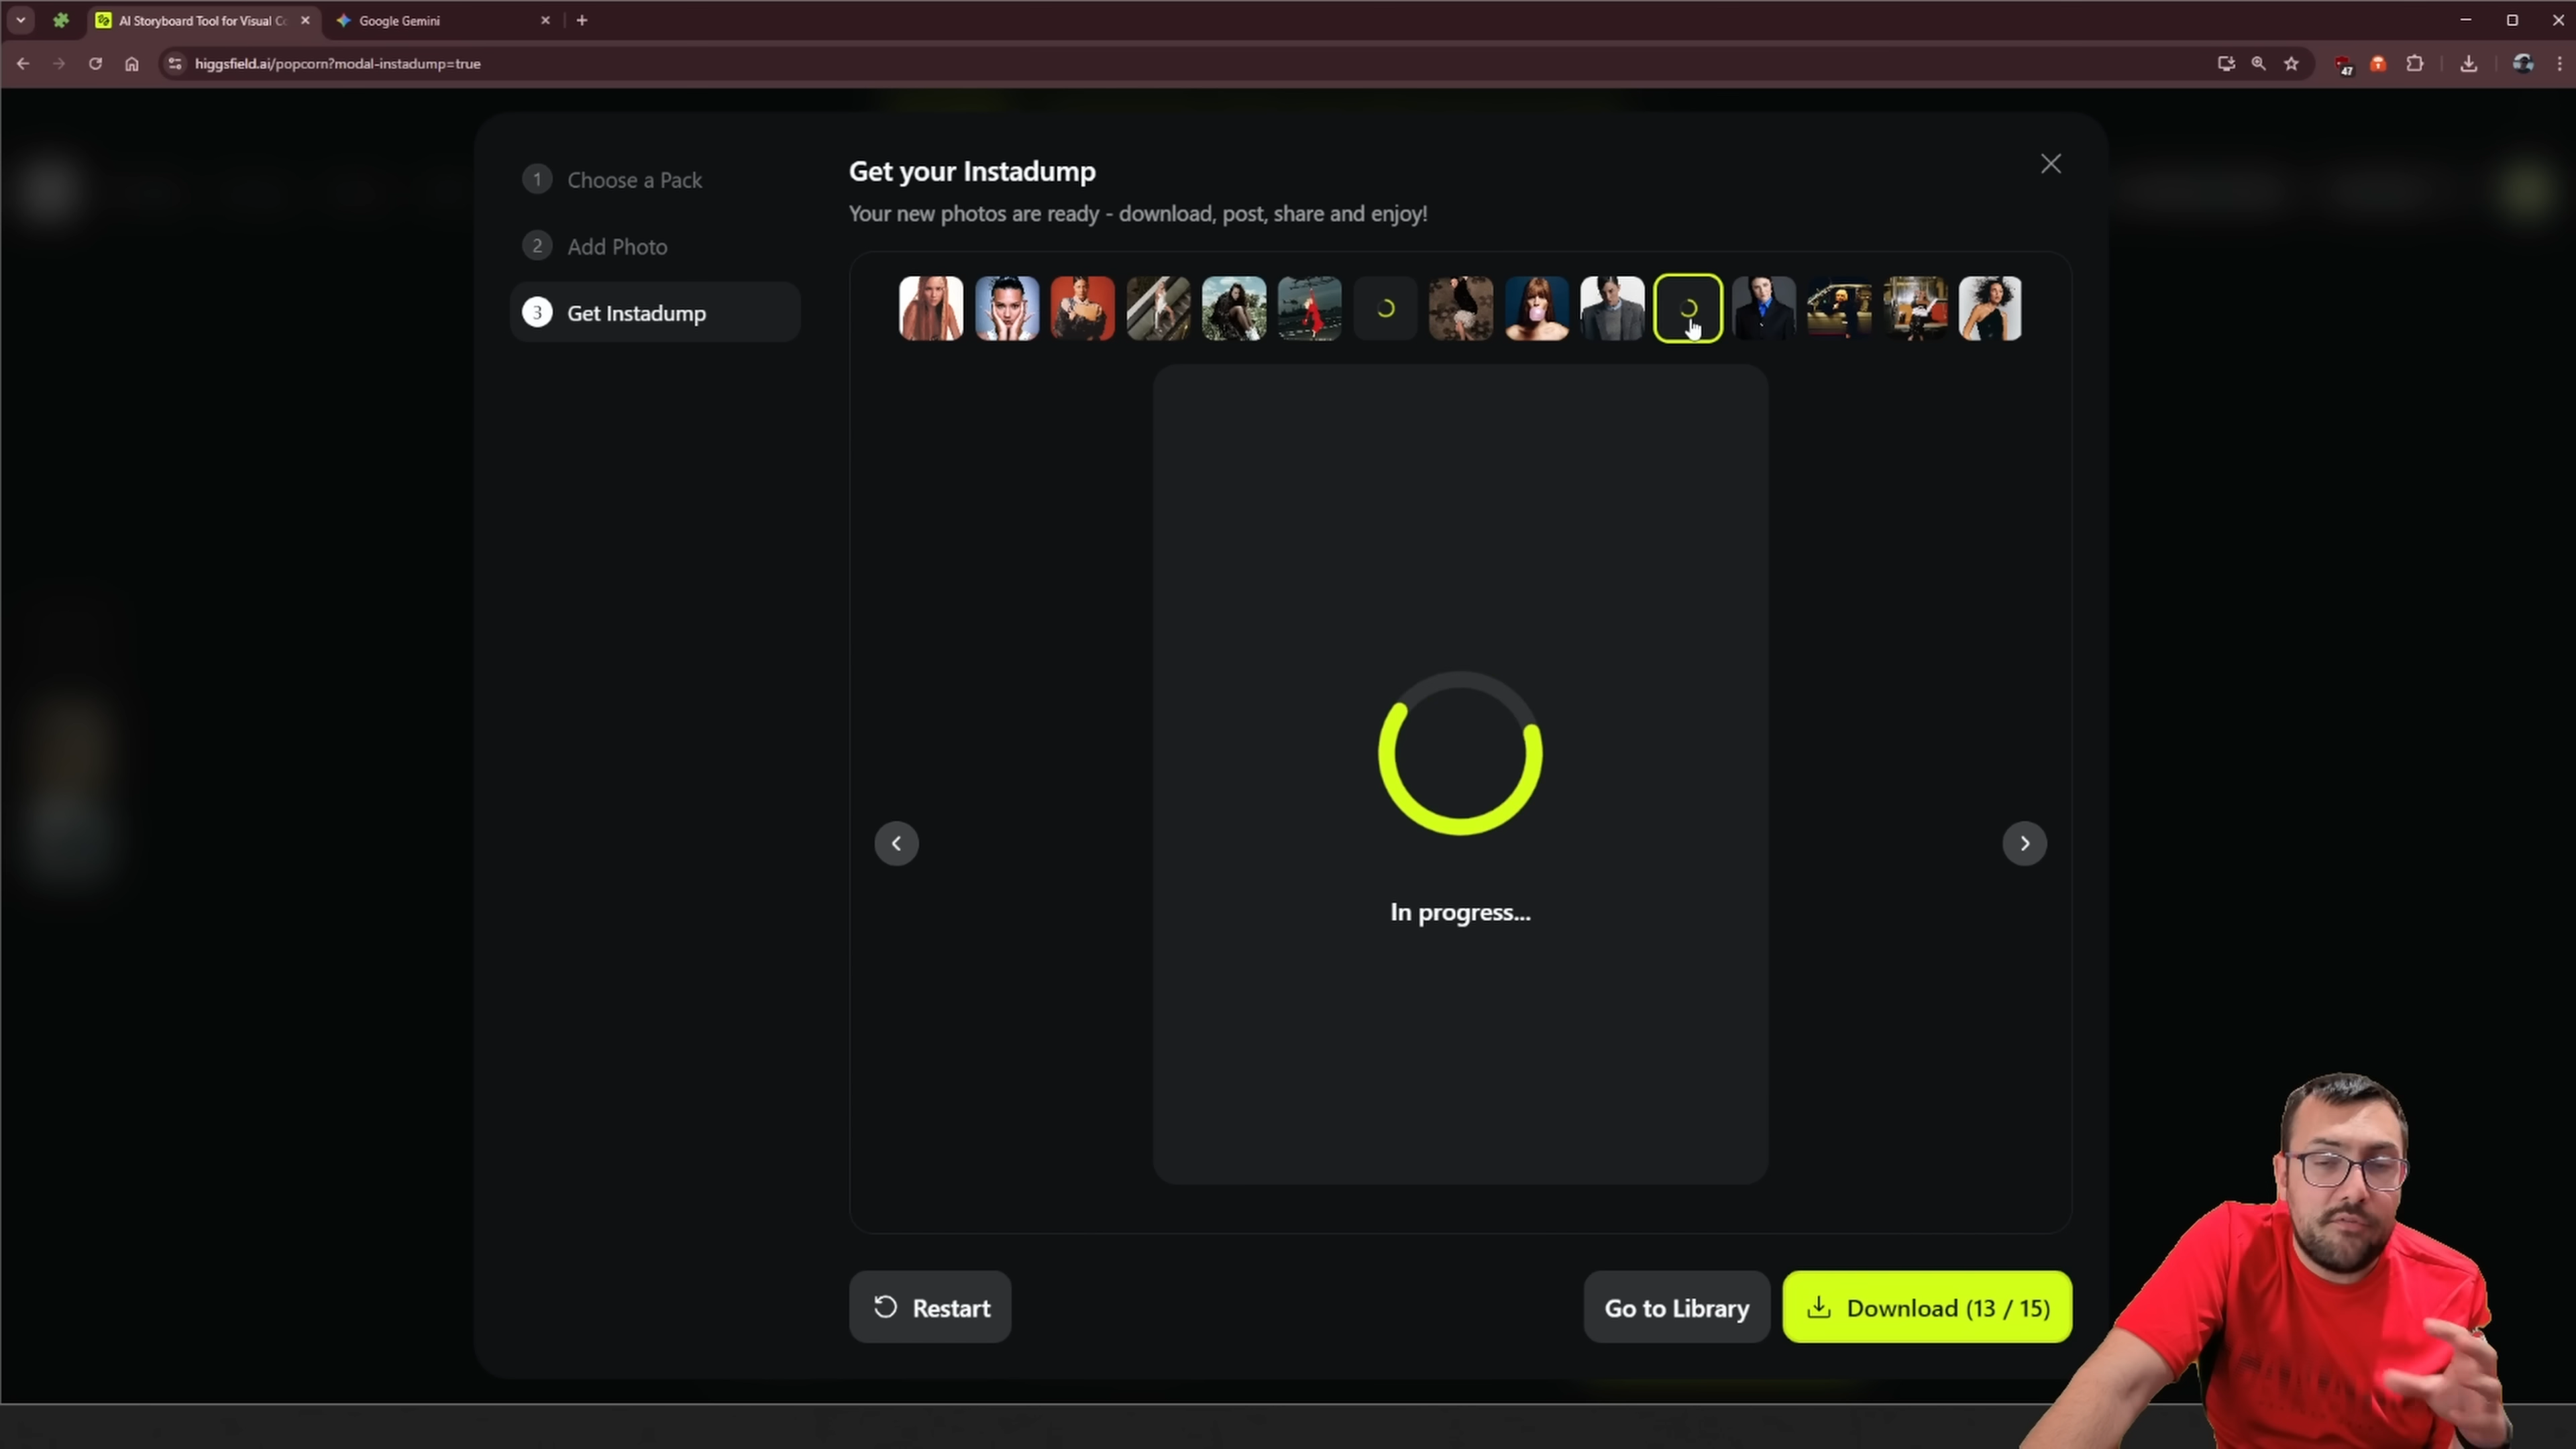 AI Storyboard Tool for Visual Co
Google Gemini
higgsfield.ai/popcorn?modal-instadump=true
47
1 Choose a Pack
2 Add Photo
3 Get Instadump
Get your Instadump
Your new photos are ready - download, post, share and enjoy!
In progress...
Restart
Go to Library
Download (13 / 15)